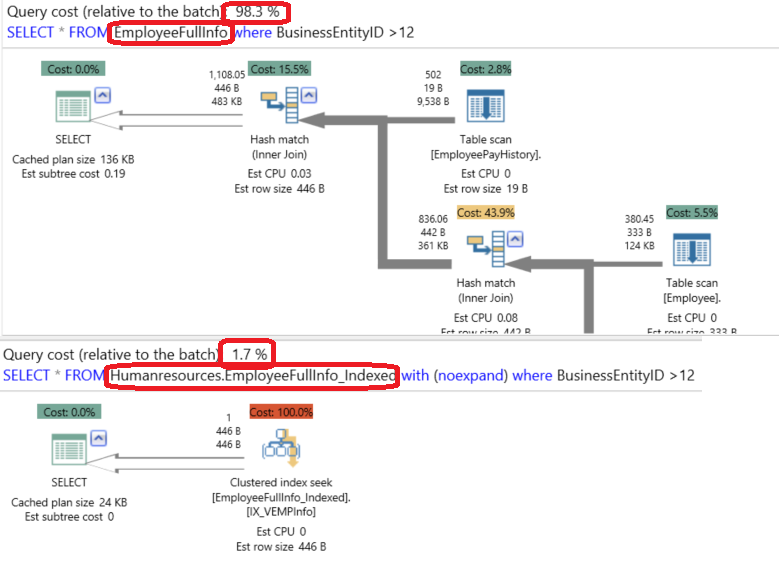 Query cost (relative to the batch): 98.3 %
SELECT * FROM EmployeeFullInfo where BusinessEntityID >12
Cost: 0.0%
SELECT
Cached plan size 136 KB
Est subtree cost 0.19
1,108.05
446 B
483 KB
Cost: 15.5%
Hash match
(Inner Join)
Est CPU 0.03
Est row size 446 B
502
19 B
9,538 B
Cost: 2.8%
Table scan
[EmployeePayHistory].
Est CPU 0
Est row size 19 B
836.06
442 B
361 KB
Cost: 43.9%
Hash match
(Inner Join)
Est CPU 0.08
Est row size 442 B
380.45
333 B
124 KB
Cost: 5.5%
Table scan
[Employee].
Est CPU 0
Est row size 333 B
Query cost (relative to the batch): 1.7 %
SELECT * FROM Humanresources.EmployeeFullInfo_Indexed with (noexpand) where BusinessEntityID >12
Cost: 0.0%
SELECT
Cached plan size 24 KB
Est subtree cost 0
1
446 B
446 B
Cost: 100.0%
Clustered index seek
[EmployeeFullInfo_Indexed].
[IX_VEMPInfo]
Est CPU 0
Est row size 446 B